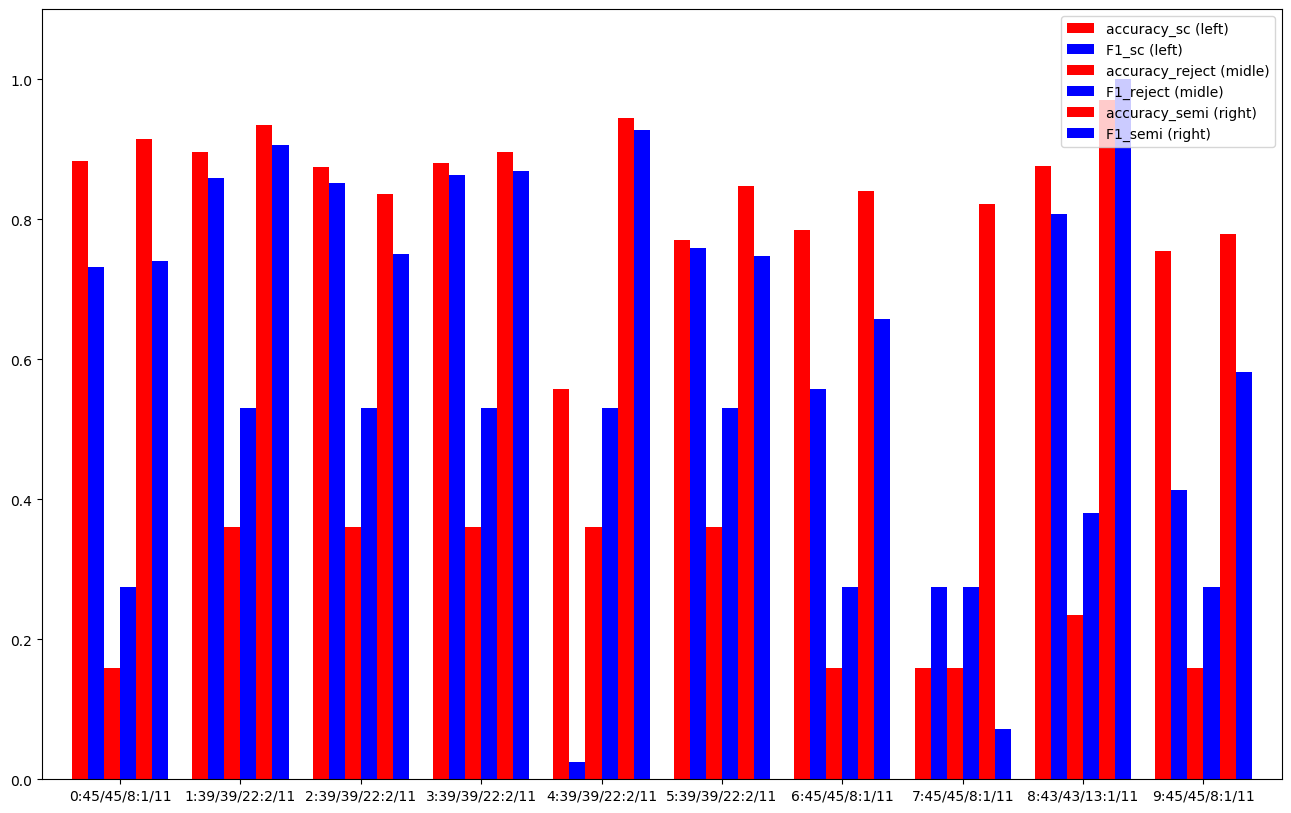 accuracy_sc (left)
F1_sc (left)
accuracy_reject (midle)
F1_reject (midle)
accuracy_semi (right)
F1_semi (right)
1.0
0.8
0.6
0.4
0.2
0.0
0:45/45/8:1/11 1:39/39/22:2/11 2:39/39/22:2/11 3:39/39/22:2/11 4:39/39/22:2/11 5:39/39/22:2/11 6:45/45/8:1/11 7:45/45/8:1/11 8:43/43/13:1/11 9:45/45/8:1/11